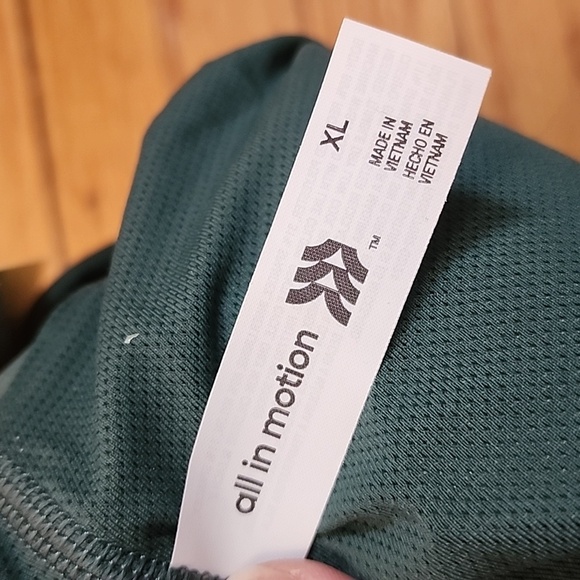 XL
MADE IN
VIETNAM
HECHO EN
VIETNAM
TM
all in motion